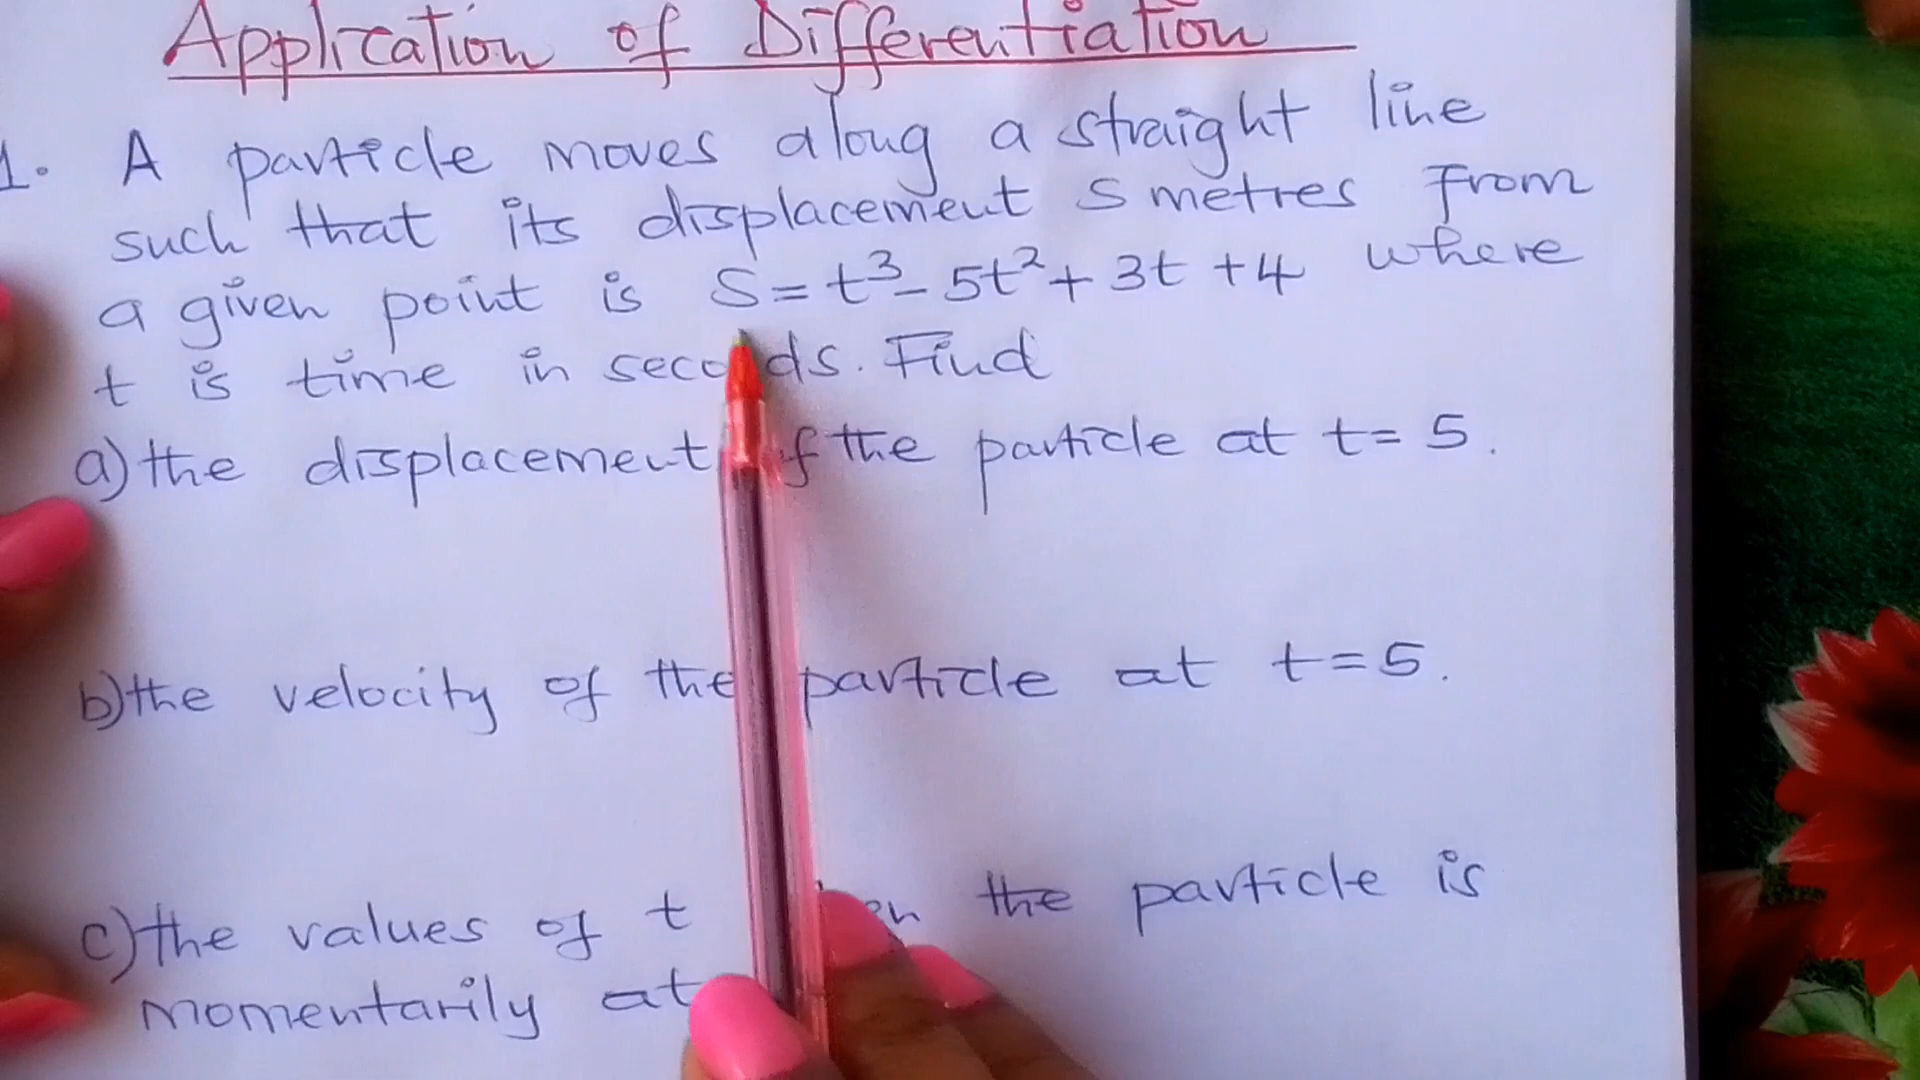 Application of Differentiation
1. A particle moves along a straight line
such that its displacement S metres from
a given point is S = t³ - 5t² + 3t + 4 where
t is time in seconds. Find
a) the displacement of the particle at t = 5.
b) the velocity of the particle at t = 5.
c) the values of t when the particle is
momentarily at